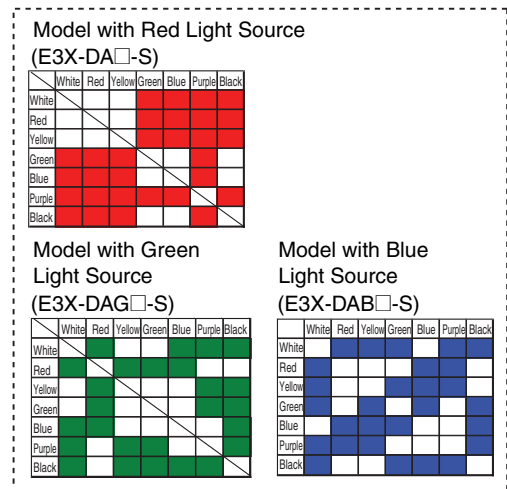 Model with Red Light Source
(E3X-DA□-S)
White Red Yellow Green Blue Purple Black
White
Red
Yellow
Green
Blue
Purple
Black
Model with Green
Light Source
(E3X-DAG□-S)
White Red Yellow Green Blue Purple Black
White
Red
Yellow
Green
Blue
Purple
Black
Model with Blue
Light Source
(E3X-DAB□-S)
White Red Yellow Green Blue Purple Black
White
Red
Yellow
Green
Blue
Purple
Black